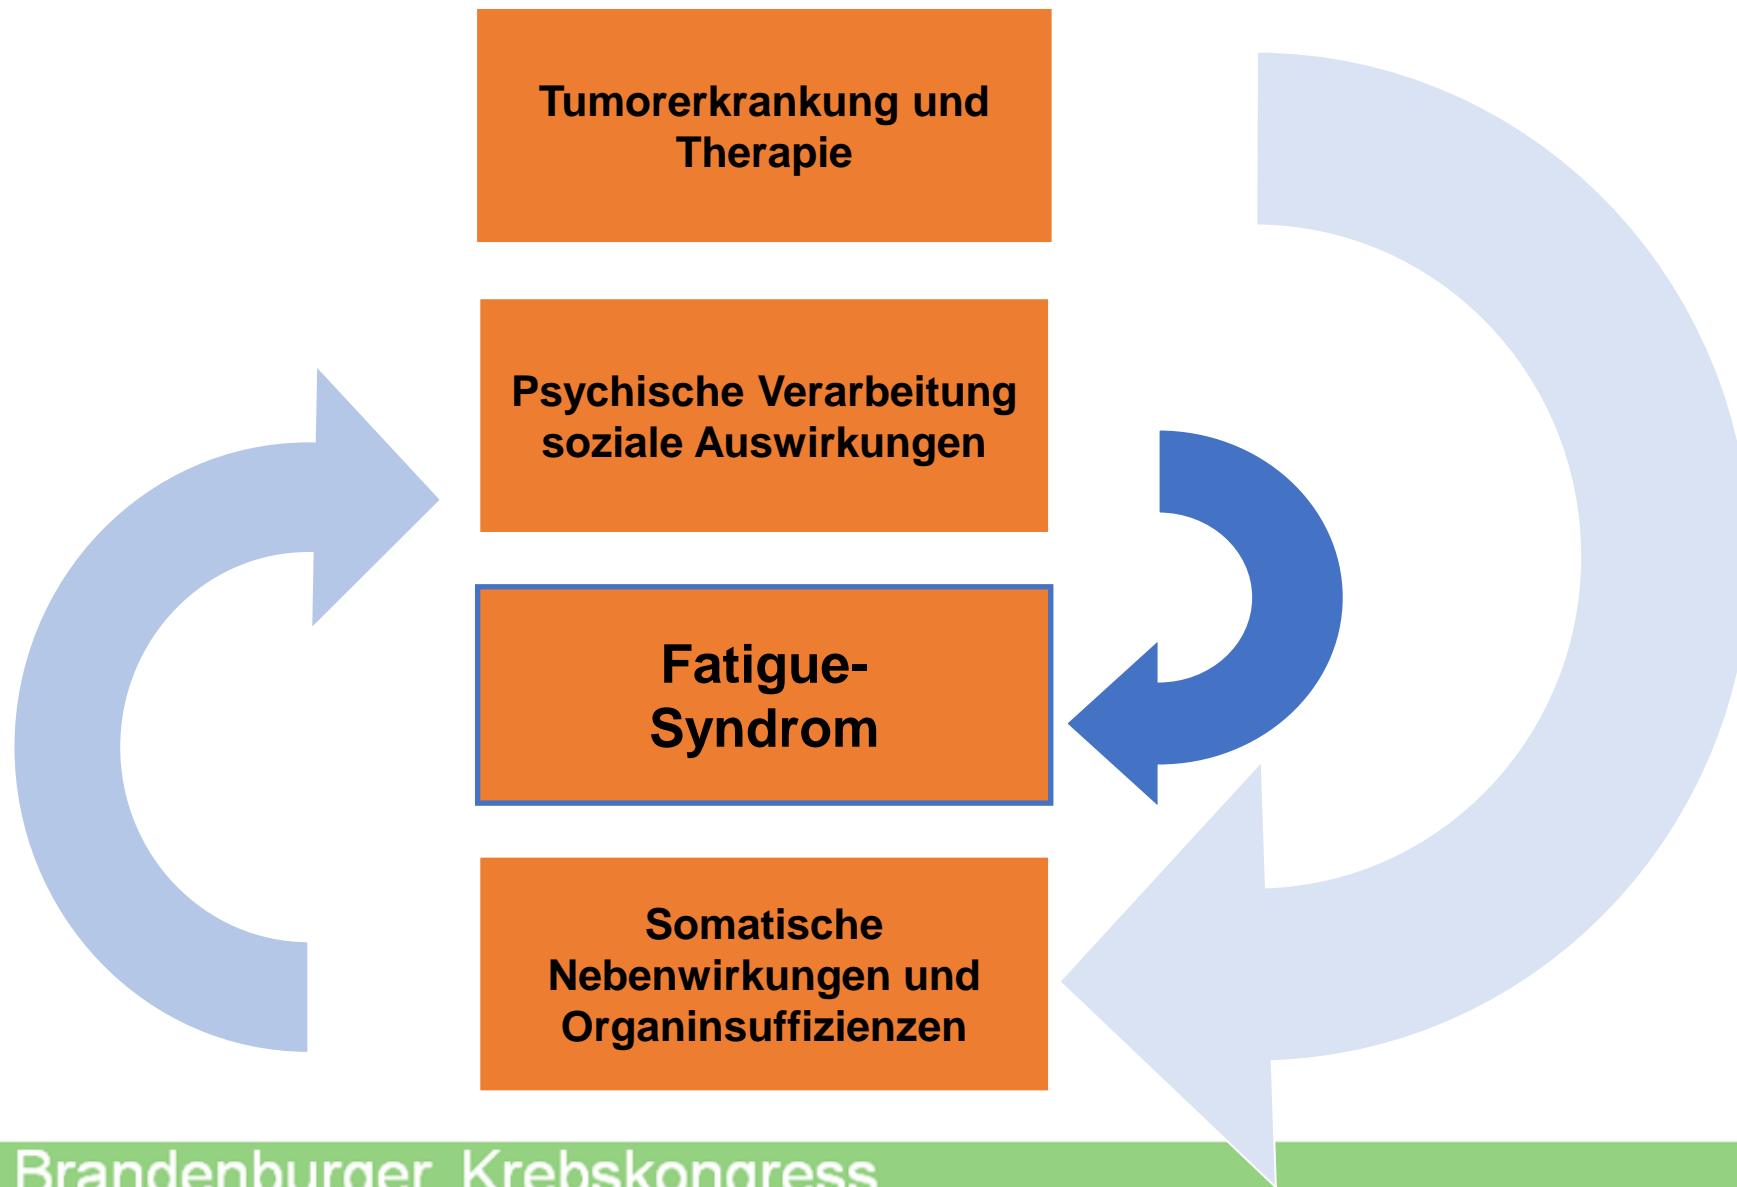 Tumorerkrankung und
Therapie
Psychische Verarbeitung
soziale Auswirkungen
Fatigue-
Syndrom
Somatische
Nebenwirkungen und
Organinsuffizienzen
Brandenburger Krebskongress